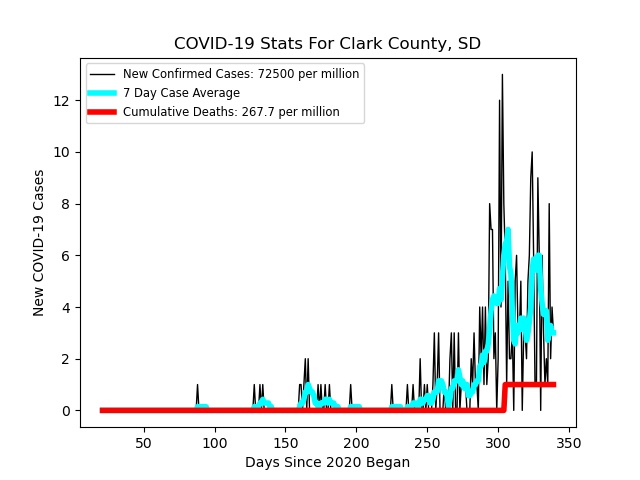 COVID-19 Stats For Clark County, SD
New Confirmed Cases: 72500 per million
7 Day Case Average
Cumulative Deaths: 267.7 per million
New COVID-19 Cases
12
10
8
6
4
2
0
50 100 150 200 250 300 350
Days Since 2020 Began